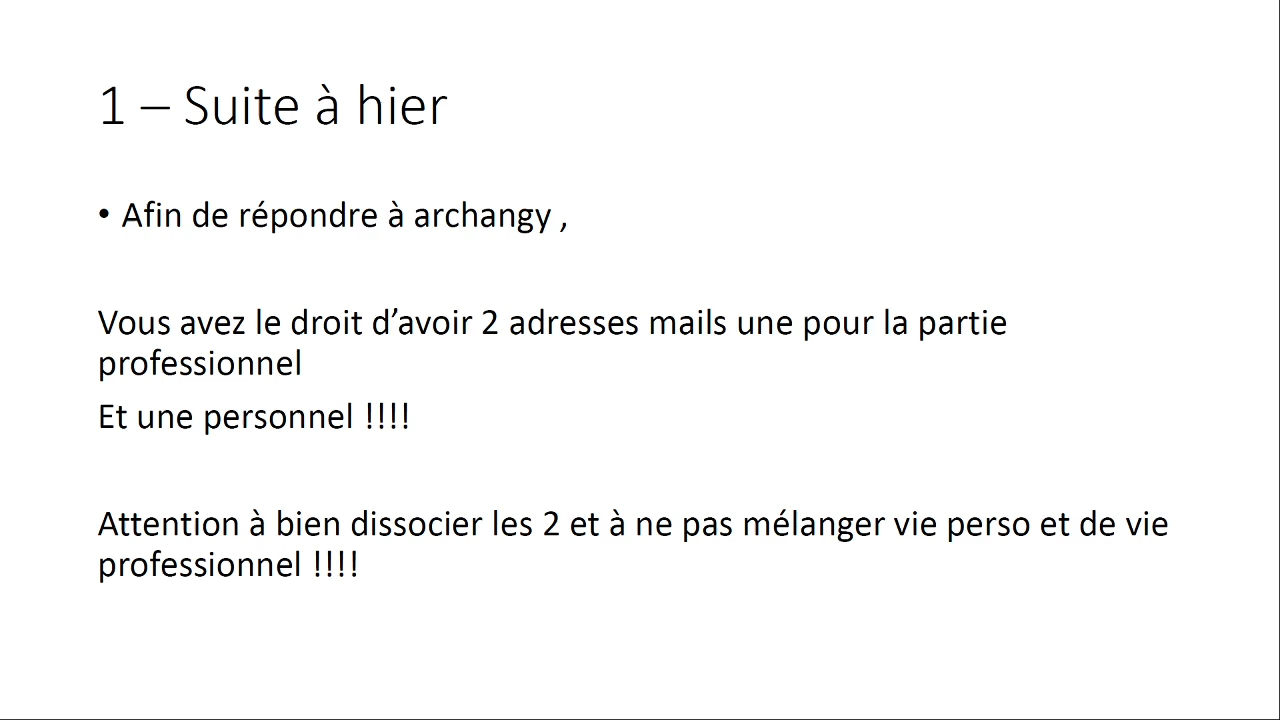 1 – Suite à hier
• Afin de répondre à archangy ,
Vous avez le droit d’avoir 2 adresses mails une pour la partie
professionnel
Et une personnel !!!!
Attention à bien dissocier les 2 et à ne pas mélanger vie perso et de vie
professionnel !!!!